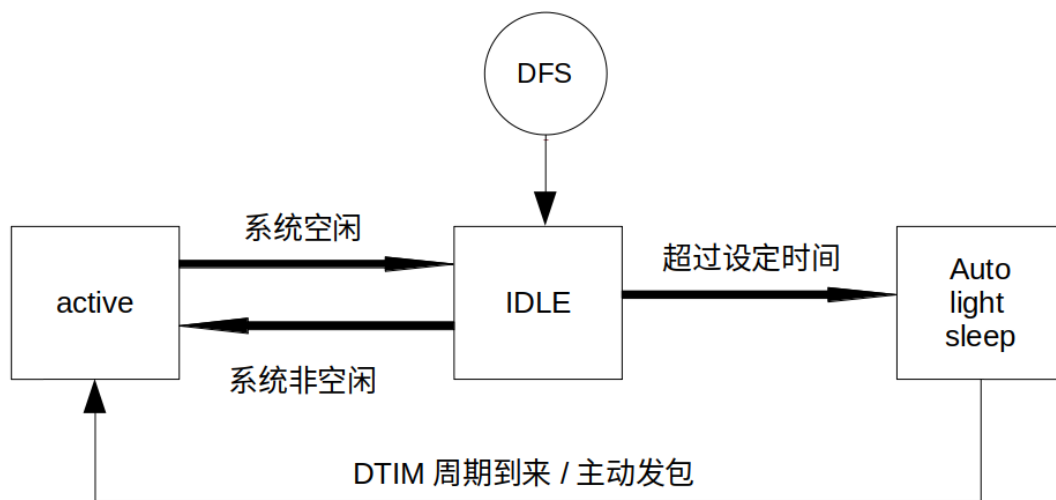 DFS
系统空闲
超过设定时间
active
IDLE
Auto
light
sleep
系统非空闲
DTIM 周期到来 / 主动发包